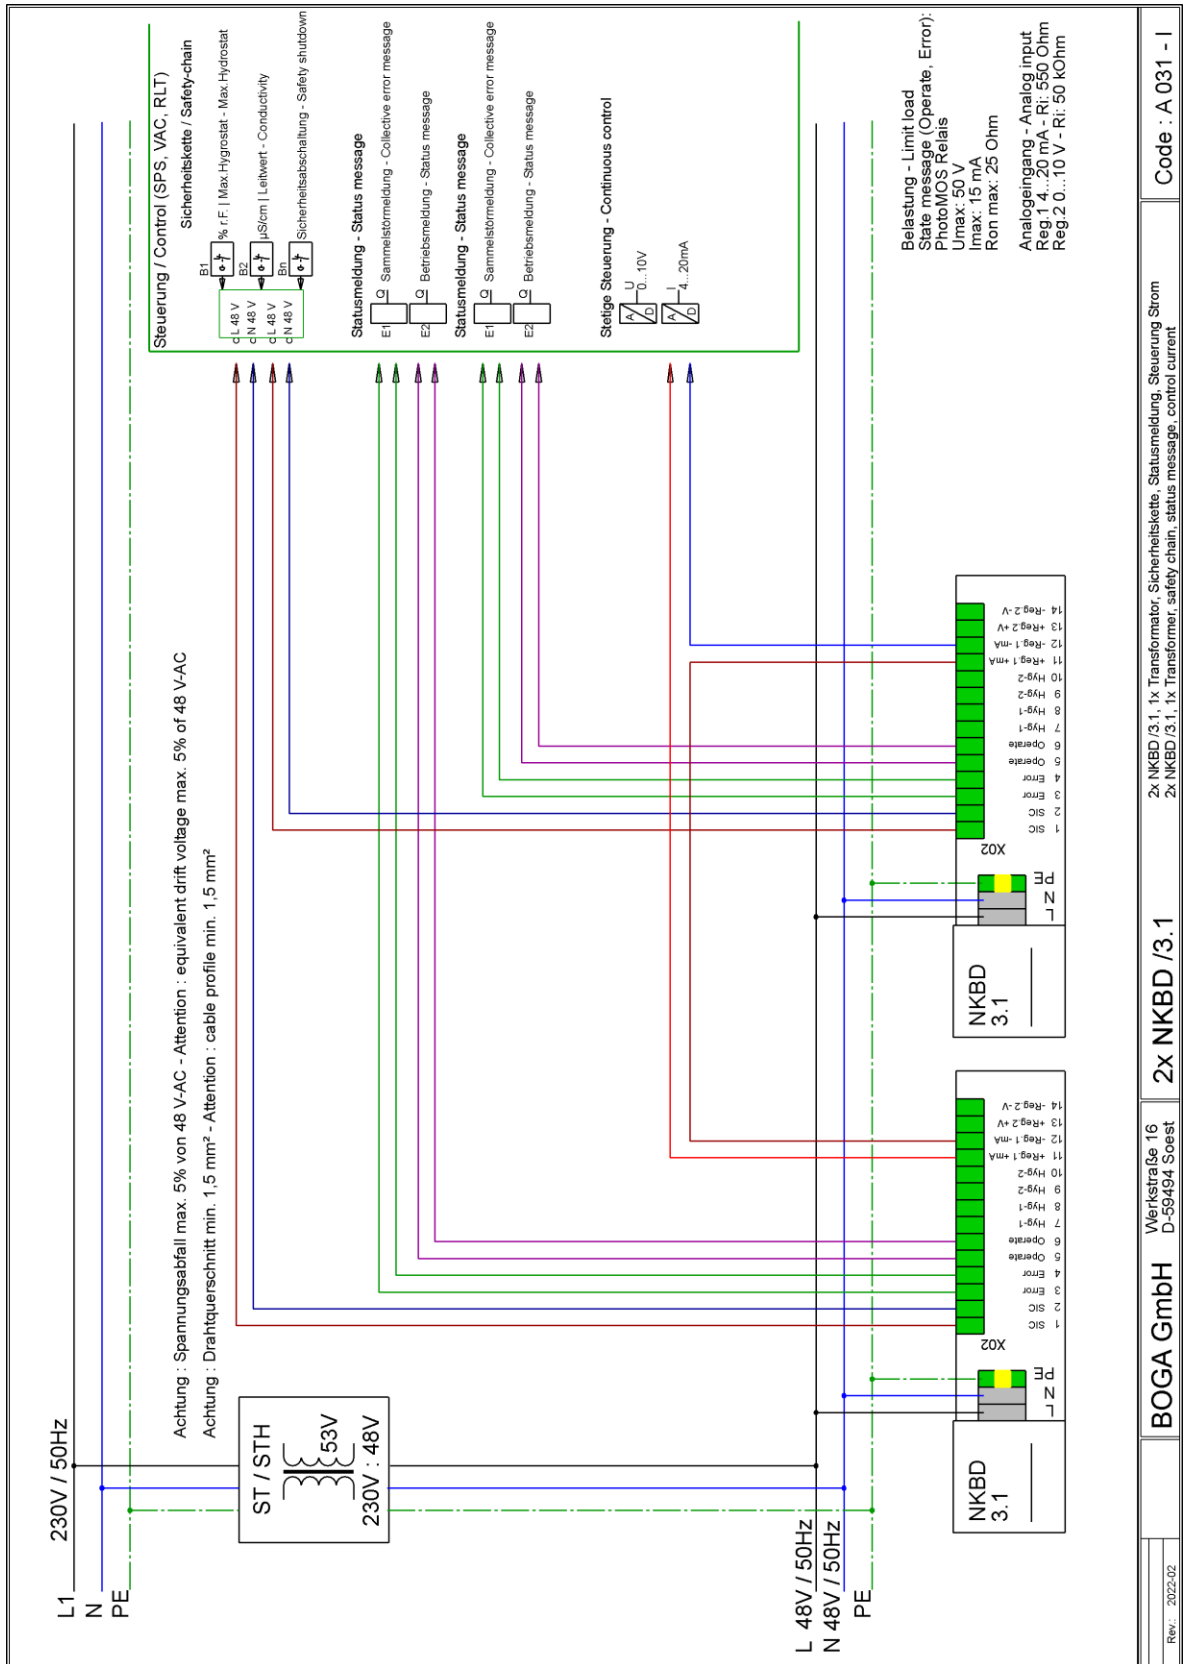 L1
230V / 50Hz
N
PE
Achtung : Spannungsabfall max. 5% von 48 V-AC - Attention : equivalent drift voltage max. 5% of 48 V-AC
Achtung : Drahtquerschnitt min. 1,5 mm² - Attention : cable profile min. 1,5 mm²
ST / STH
53V
230V : 48V
Steuerung / Control (SPS, VAC, RLT)
Sicherheitskette / Safety-chain
B1
% r.F. | Max.Hygrostat - Max.Hydrostat
B2
µS/cm | Leitwert - Conductivity
Bn
Sicherheitsabschaltung - Safety shutdown
c L 48 V
c N 48 V
c L 48 V
c N 48 V
Statusmeldung - Status message
E1
Q
Sammelstörmeldung - Collective error message
E2
Q
Betriebsmeldung - Status message
Statusmeldung - Status message
E1
Q
Sammelstörmeldung - Collective error message
E2
Q
Betriebsmeldung - Status message
Stetige Steuerung - Continuous control
A
D
U
0...10V
A
D
I
4...20mA
L 48V / 50Hz
N 48V / 50Hz
PE
Belastung - Limit load
State message (Operate, Error):
PhotoMOS Relais
Umax: 50 V
Imax: 15 mA
Ron max: 25 Ohm
Analogeingang - Analog input
Reg.1 4...20 mA - Ri: 550 Ohm
Reg.2 0...10 V - Ri: 50 kOhm
NKBD
3.1
L
N
PE
X02
1 SIC
2 SIC
3 Error
4 Error
5 Operate
6 Operate
7 Hyg-1
8 Hyg-1
9 Hyg-2
10 Hyg-2
11 +Reg.1 +mA
12 -Reg.1 -mA
13 +Reg.2 +V
14 -Reg.2 -V
NKBD
3.1
L
N
PE
X02
1 SIC
2 SIC
3 Error
4 Error
5 Operate
6 Operate
7 Hyg-1
8 Hyg-1
9 Hyg-2
10 Hyg-2
11 +Reg.1 +mA
12 -Reg.1 -mA
13 +Reg.2 +V
14 -Reg.2 -V
Rev.: 2022-02
BOGA GmbH
Werkstraße 16
D-59494 Soest
2x NKBD /3.1
2x NKBD /3.1, 1x Transformator, Sicherheitskette, Statusmeldung, Steuerung Strom
2x NKBD /3.1, 1x Transformer, safety chain, status message, control current
Code : A 031 - I